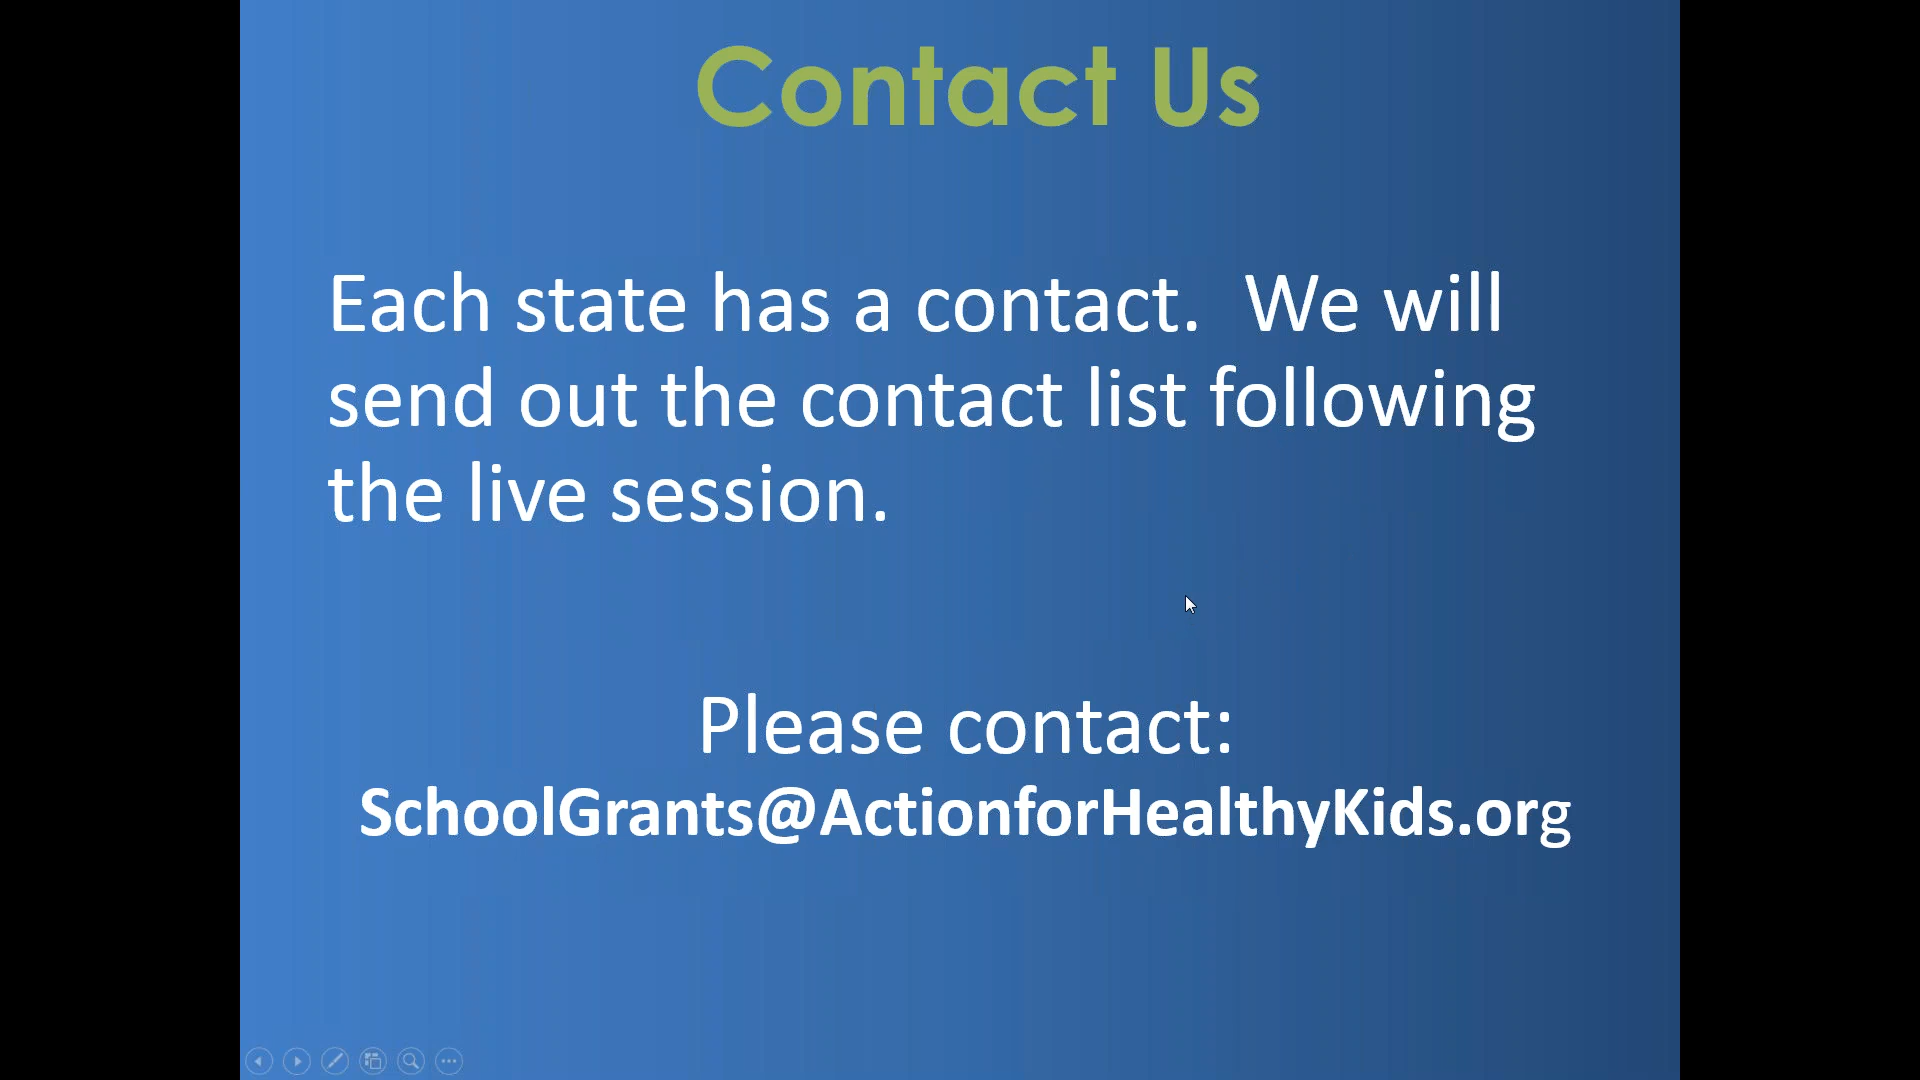 Contact Us
Each state has a contact.  We will
send out the contact list following
the live session.
Please contact:
SchoolGrants@ActionforHealthyKids.org